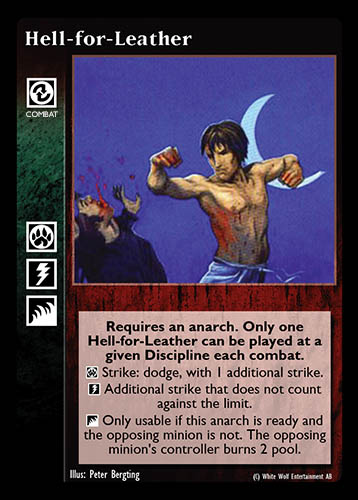 Hell-for-Leather
COMBAT
Requires an anarch. Only one
Hell-for-Leather can be played at a
given Discipline each combat.
Strike: dodge, with 1 additional strike.
Additional strike that does not count
against the limit.
Only usable if this anarch is ready and
the opposing minion is not. The opposing
minion's controller burns 2 pool.
Illus: Peter Bergting
(C) White Wolf Entertainment AB